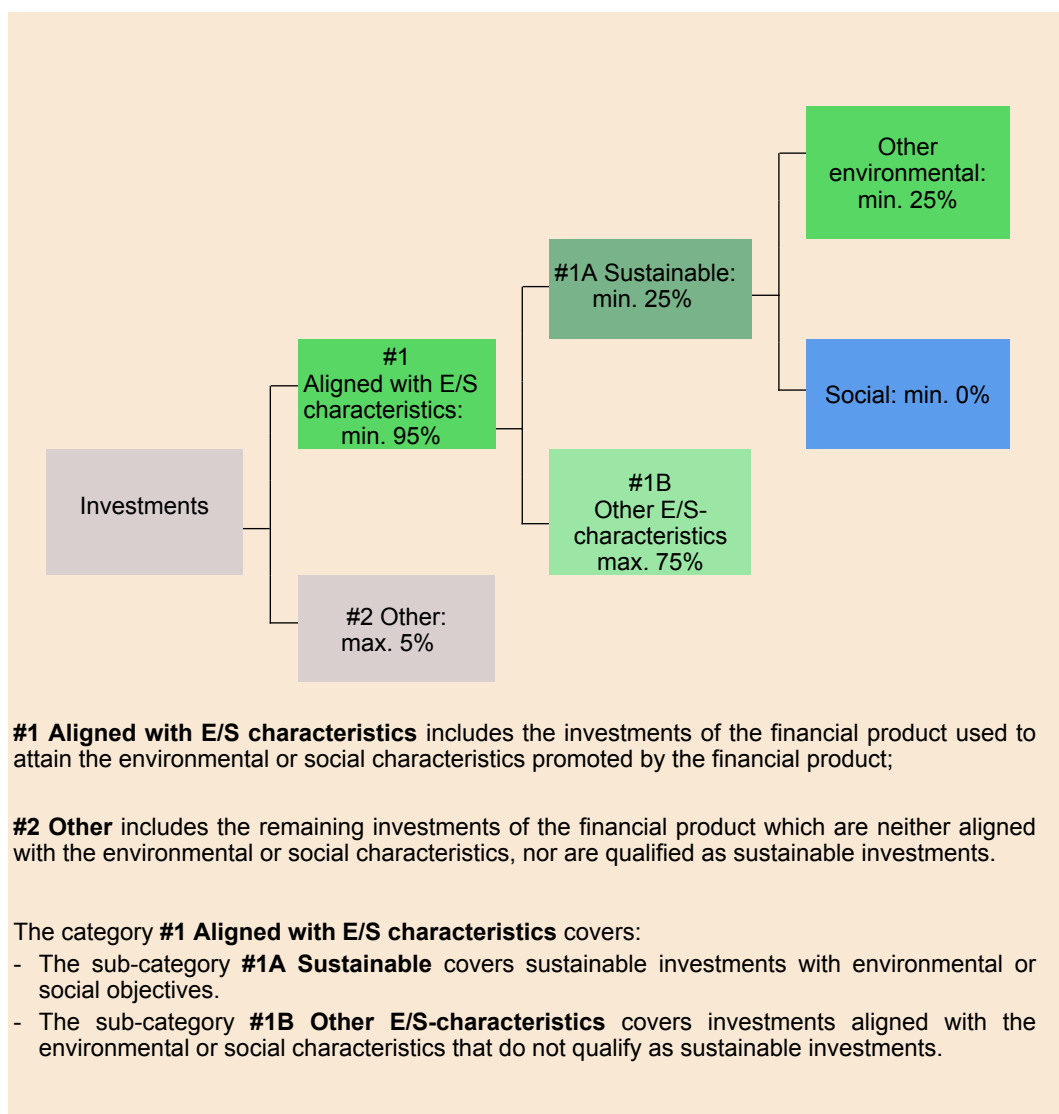 Other
environmental:
min. 25%
#1A Sustainable:
min. 25%
#1
Aligned with E/S
characteristics:
min. 95%
Social: min. 0%
Investments
#1B
Other E/S-
characteristics
max. 75%
#2 Other:
max. 5%
#1 Aligned with E/S characteristics includes the investments of the financial product used to
attain the environmental or social characteristics promoted by the financial product;
#2 Other includes the remaining investments of the financial product which are neither aligned
with the environmental or social characteristics, nor are qualified as sustainable investments.
The category #1 Aligned with E/S characteristics covers:
- The sub-category #1A Sustainable covers sustainable investments with environmental or
social objectives.
- The sub-category #1B Other E/S-characteristics covers investments aligned with the
environmental or social characteristics that do not qualify as sustainable investments.